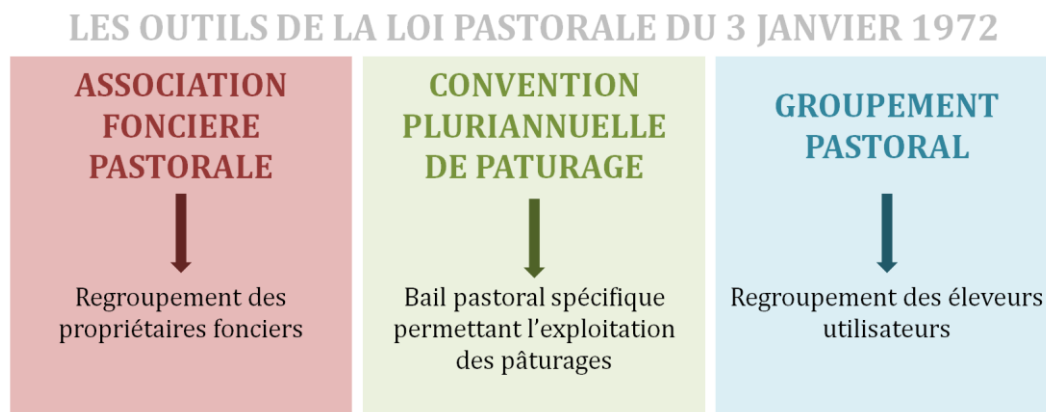 LES OUTILS DE LA LOI PASTORALE DU 3 JANVIER 1972
ASSOCIATION
FONCIERE
PASTORALE
Regroupement des
propriétaires fonciers
CONVENTION
PLURIANNUELLE
DE PATURAGE
Bail pastoral spécifique
permettant l'exploitation
des pâturages
GROUPEMENT
PASTORAL
Regroupement des éleveurs
utilisateurs